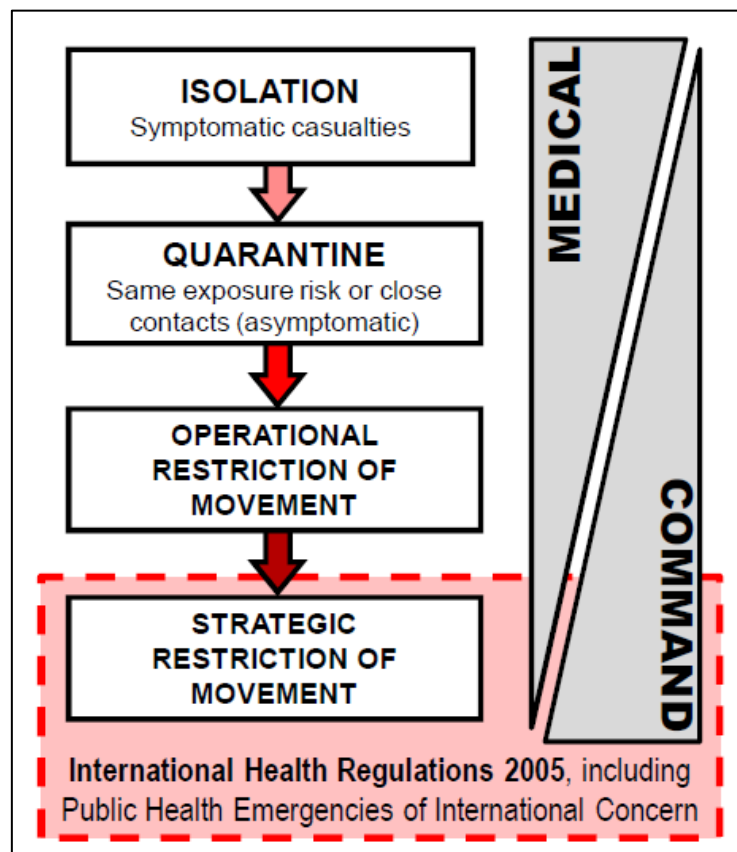 ISOLATION
Symptomatic casualties
QUARANTINE
Same exposure risk or close
contacts (asymptomatic)
OPERATIONAL
RESTRICTION OF
MOVEMENT
STRATEGIC
RESTRICTION OF
MOVEMENT
International Health Regulations 2005, including
Public Health Emergencies of International Concern
MEDICAL
COMMAND